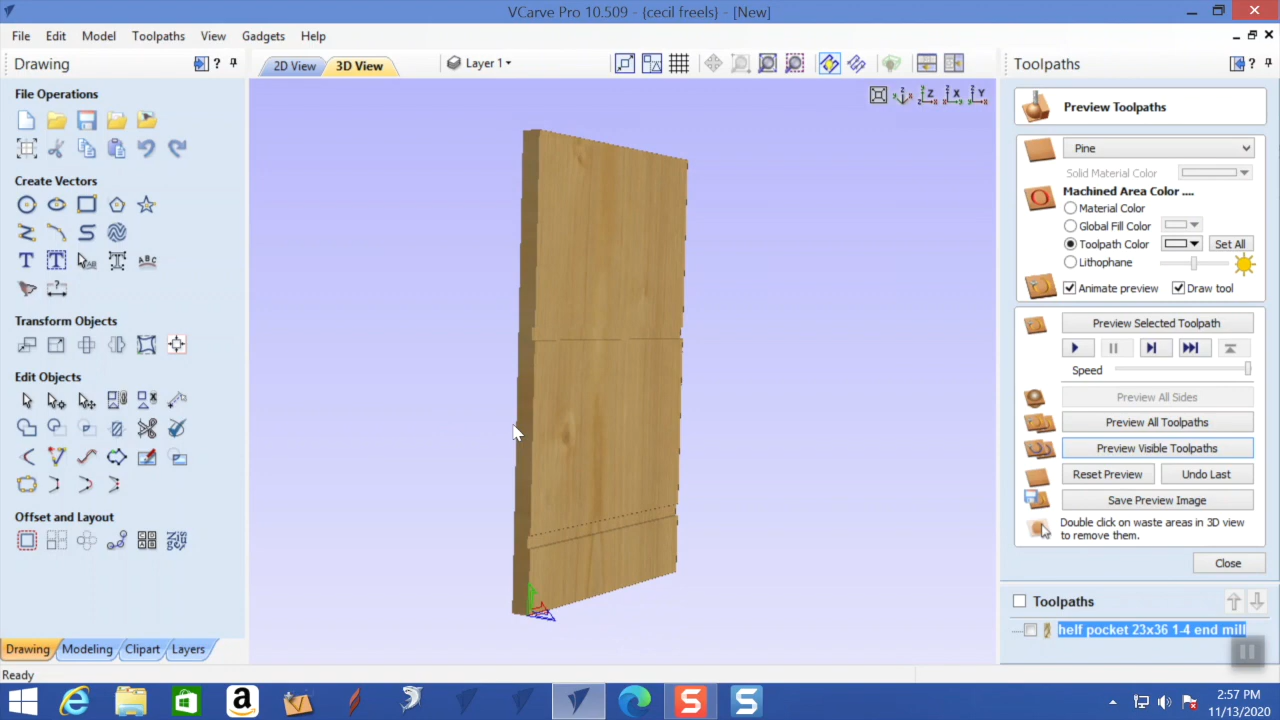 VCarve Pro 10.509 - {cecil freels} - [New]
File Edit Model Toolpaths View Gadgets Help
Drawing
?
2D View
3D View
Layer 1
Z
X
Y
Toolpaths
?
File Operations
Create Vectors
Transform Objects
Edit Objects
Offset and Layout
Drawing Modeling Clipart Layers
Ready
Preview Toolpaths
Pine
Solid Material Color
Machined Area Color ....
Material Color
Global Fill Color
Toolpath Color
Set All
Lithophane
Animate preview
Draw tool
Preview Selected Toolpath
Speed
Preview All Sides
Preview All Toolpaths
Preview Visible Toolpaths
Reset Preview
Undo Last
Save Preview Image
Double click on waste areas in 3D view
to remove them.
Close
Toolpaths
helf pocket 23x36 1-4 end mill
2:57 PM
11/13/2020